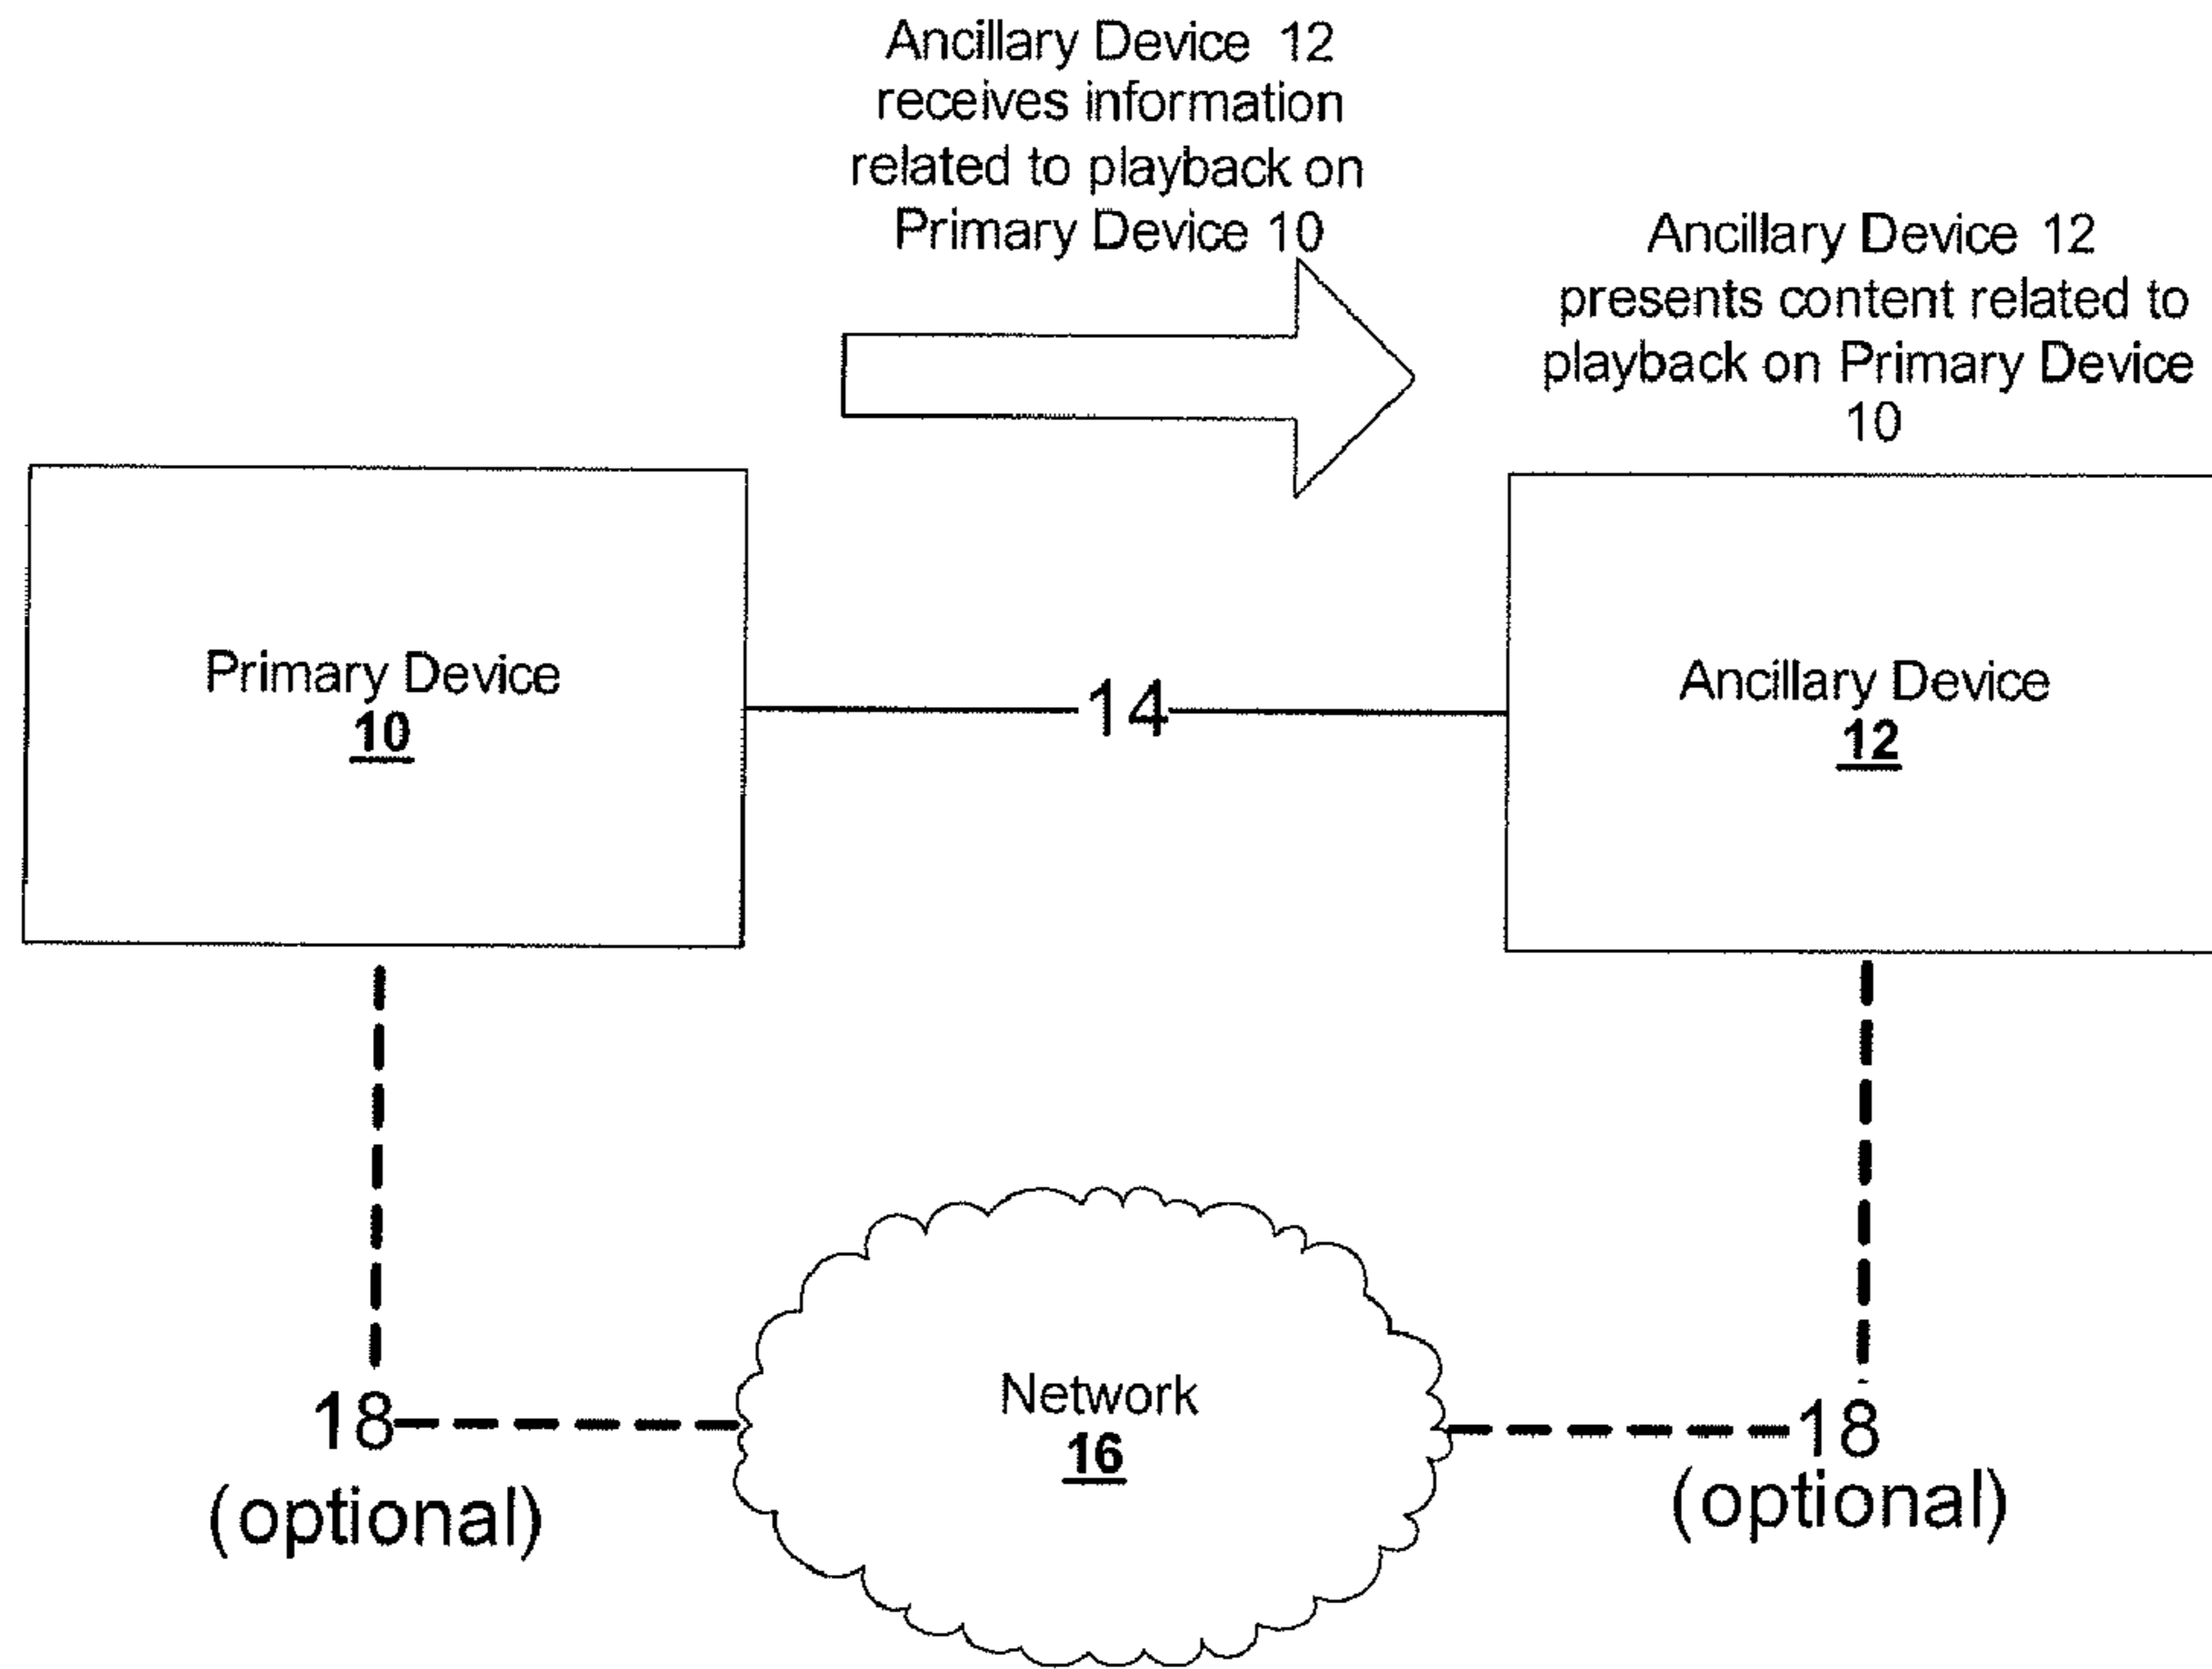 Ancillary Device 12
receives information
related to playback on
Primary Device 10
Ancillary Device 12
presents content related to
playback on Primary Device
10
Primary Device
10
14
Ancillary Device
12
18
(optional)
Network
16
18
(optional)